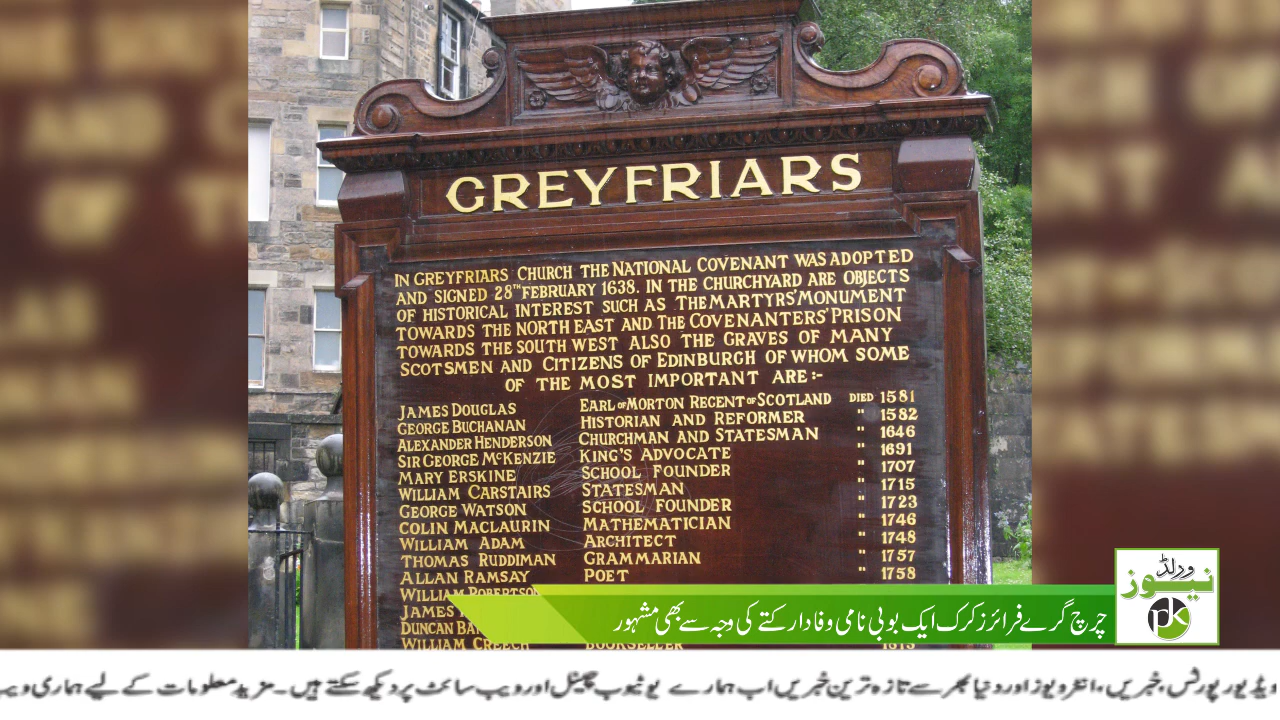 GREYFRIARS
IN GREYFRIARS CHURCH THE NATIONAL COVENANT WAS ADOPTED
AND SIGNED 28TH FEBRUARY 1638. IN THE CHURCHYARD ARE OBJECTS
OF HISTORICAL INTEREST SUCH AS THE MARTYRS' MONUMENT
TOWARDS THE NORTH EAST AND THE COVENANTERS' PRISON
TOWARDS THE SOUTH WEST ALSO THE GRAVES OF MANY
SCOTSMEN AND CITIZENS OF EDINBURGH OF WHOM SOME
OF THE MOST IMPORTANT ARE:-
JAMES DOUGLAS EARL OF MORTON REGENT OF SCOTLAND DIED 1581
GEORGE BUCHANAN HISTORIAN AND REFORMER " 1582
ALEXANDER HENDERSON CHURCHMAN AND STATESMAN " 1646
SIR GEORGE McKENZIE KING'S ADVOCATE " 1691
MARY ERSKINE SCHOOL FOUNDER " 1707
WILLIAM CARSTAIRS STATESMAN " 1715
GEORGE WATSON SCHOOL FOUNDER " 1723
COLIN MACLAURIN MATHEMATICIAN " 1746
WILLIAM ADAM ARCHITECT " 1748
THOMAS RUDDIMAN GRAMMARIAN " 1757
ALLAN RAMSAY POET " 1758
WILLIAM ROBERTSON
JAMES
DUNCAN
WILLIAM CREECH BOOKSELLER 1815
ورلڈ
نیوز
pk
چرچ گرے فرائرز کرک ایک بوبی نامی وفادار کتے کی وجہ سے بھی مشہور
ویڈیو رپورٹس، خبریں، انٹرویوز اور دنیا بھر سے تازہ ترین خبریں اب ہمارے یوٹیوب چینل اور ویب سائٹ پر دیکھ سکتے ہیں۔ مزید معلومات کے لیے ہماری